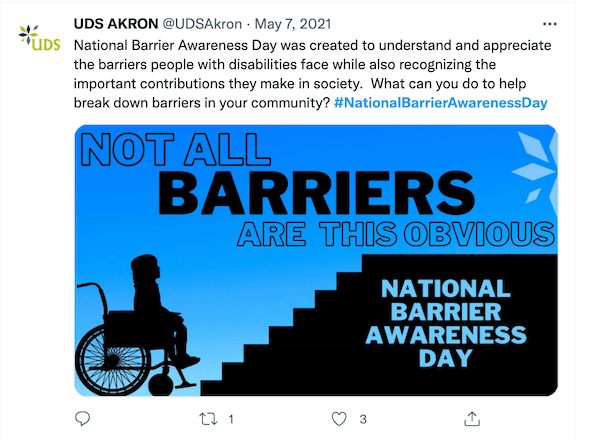 UDS AKRON @UDSAkron · May 7, 2021
UDS
National Barrier Awareness Day was created to understand and appreciate
the barriers people with disabilities face while also recognizing the
important contributions they make in society.  What can you do to help
break down barriers in your community? #NationalBarrierAwarenessDay
NOT ALL
BARRIERS
ARE THIS OBVIOUS
NATIONAL
BARRIER
AWARENESS
DAY
1 3